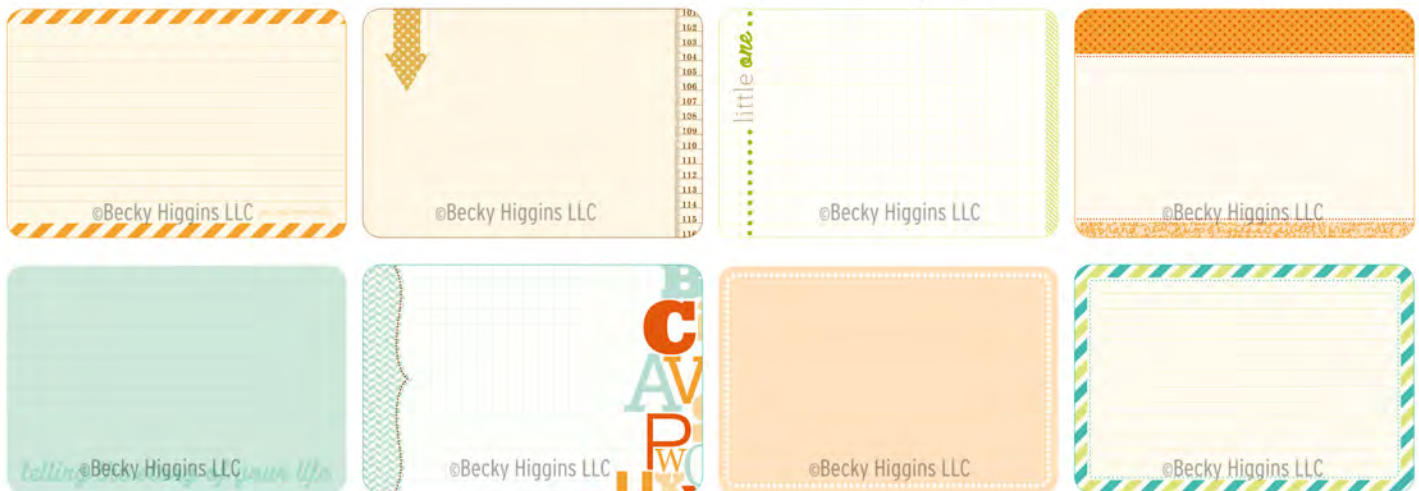 little one
101
102
103
104
105
106
107
108
109
110
111
112
113
114
115
116
©Becky Higgins LLC
©Becky Higgins LLC
©Becky Higgins LLC
©Becky Higgins LLC
B
C
A V
P
W
©Becky Higgins LLC
telling your life
©Becky Higgins LLC
©Becky Higgins LLC
©Becky Higgins LLC